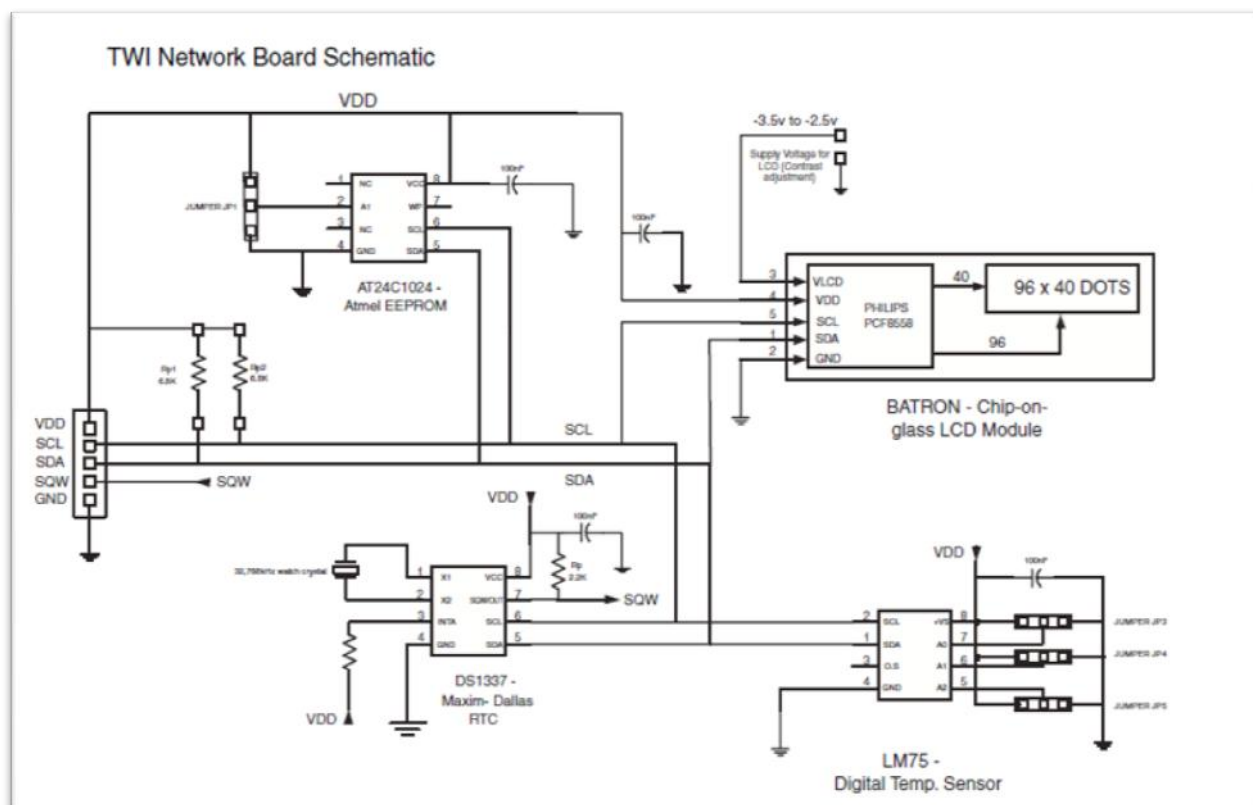 TWI Network Board Schematic
VDD
-3.5v to -2.5v
Supply Voltage for
LCD (Contrast
adjustment)
100nF
1 NC VCC 8
JUMPER JP1
2 A1 WP 7
3 NC SCL 6
4 GND SDA 5
AT24C1024 -
Atmel EEPROM
100nF
3 VLCD
4 VDD
5 SCL
1 SDA
2 GND
PHILIPS
PCF8558
40
96 x 40 DOTS
96
BATRON - Chip-on-
glass LCD Module
Rp1
6.8K
Rp2
6.8K
VDD
SCL
SDA
SQW
GND
SQW
SCL
SDA
VDD
100nF
Rp
2.2K
32,768kHz watch crystal
1 X1 VCC 8
2 X2 SQWOUT 7
3 INTA SCL 6
4 GND SDA 5
SQW
VDD
DS1337 -
Maxim- Dallas
RTC
VDD
100nF
2 SCL +VS 8
1 SDA A0 7
3 O.S A1 6
4 GND A2 5
JUMPER JP3
JUMPER JP4
JUMPER JP5
LM75 -
Digital Temp. Sensor